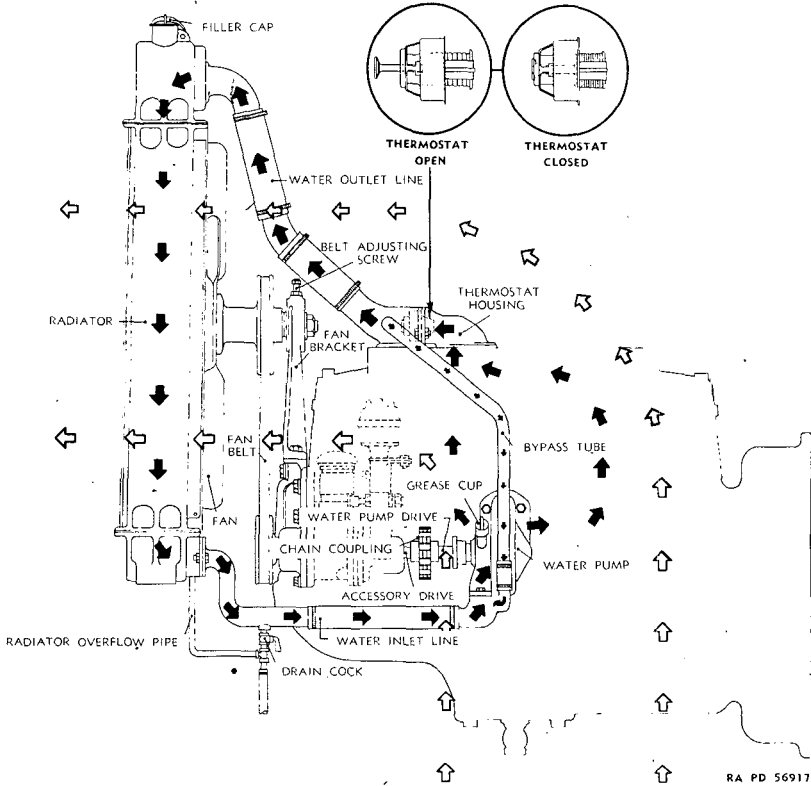 FILLER CAP
THERMOSTAT
OPEN
THERMOSTAT
CLOSED
WATER OUTLET LINE
BELT ADJUSTING
SCREW
THERMOSTAT
HOUSING
RADIATOR
FAN
BRACKET
FAN
BELT
BYPASS TUBE
GREASE CUP
FAN
WATER PUMP DRIVE
CHAIN COUPLING
WATER PUMP
ACCESSORY DRIVE
RADIATOR OVERFLOW PIPE
WATER INLET LINE
DRAIN COCK
RA PD 56917